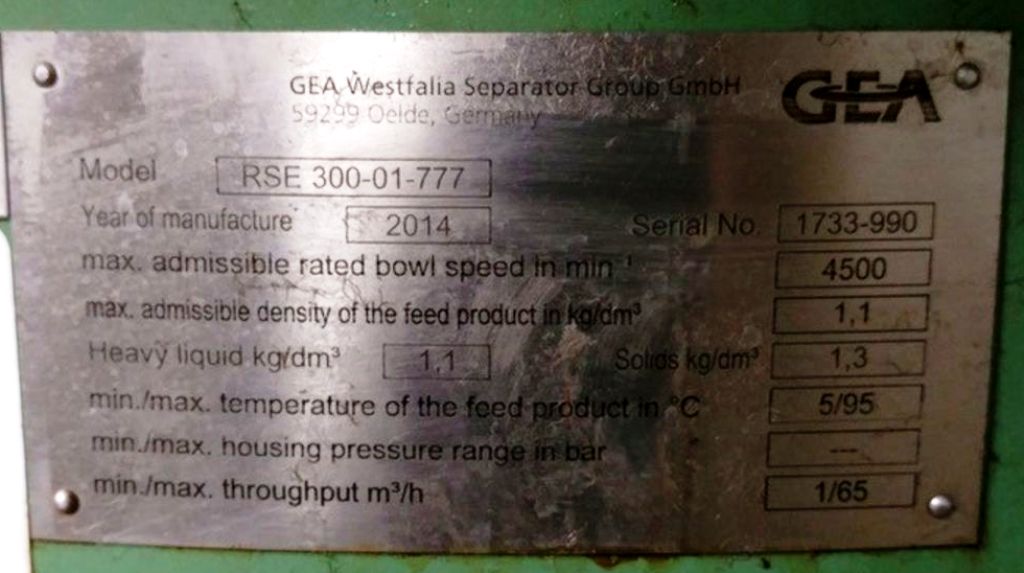 GEA Westfalia Separator Group GmbH
59299 Oelde, Germany
GEA
Model RSE 300-01-777
Year of manufacture 2014 Serial No. 1733-990
max. admissible rated bowl speed in min⁻¹ 4500
max. admissible density of the feed product in kg/dm³ 1,1
Heavy liquid kg/dm³ 1,1 Solids kg/dm³ 1,3
min./max. temperature of the feed product in °C 5/95
min./max. housing pressure range in bar ---
min./max. throughput m³/h 1/65